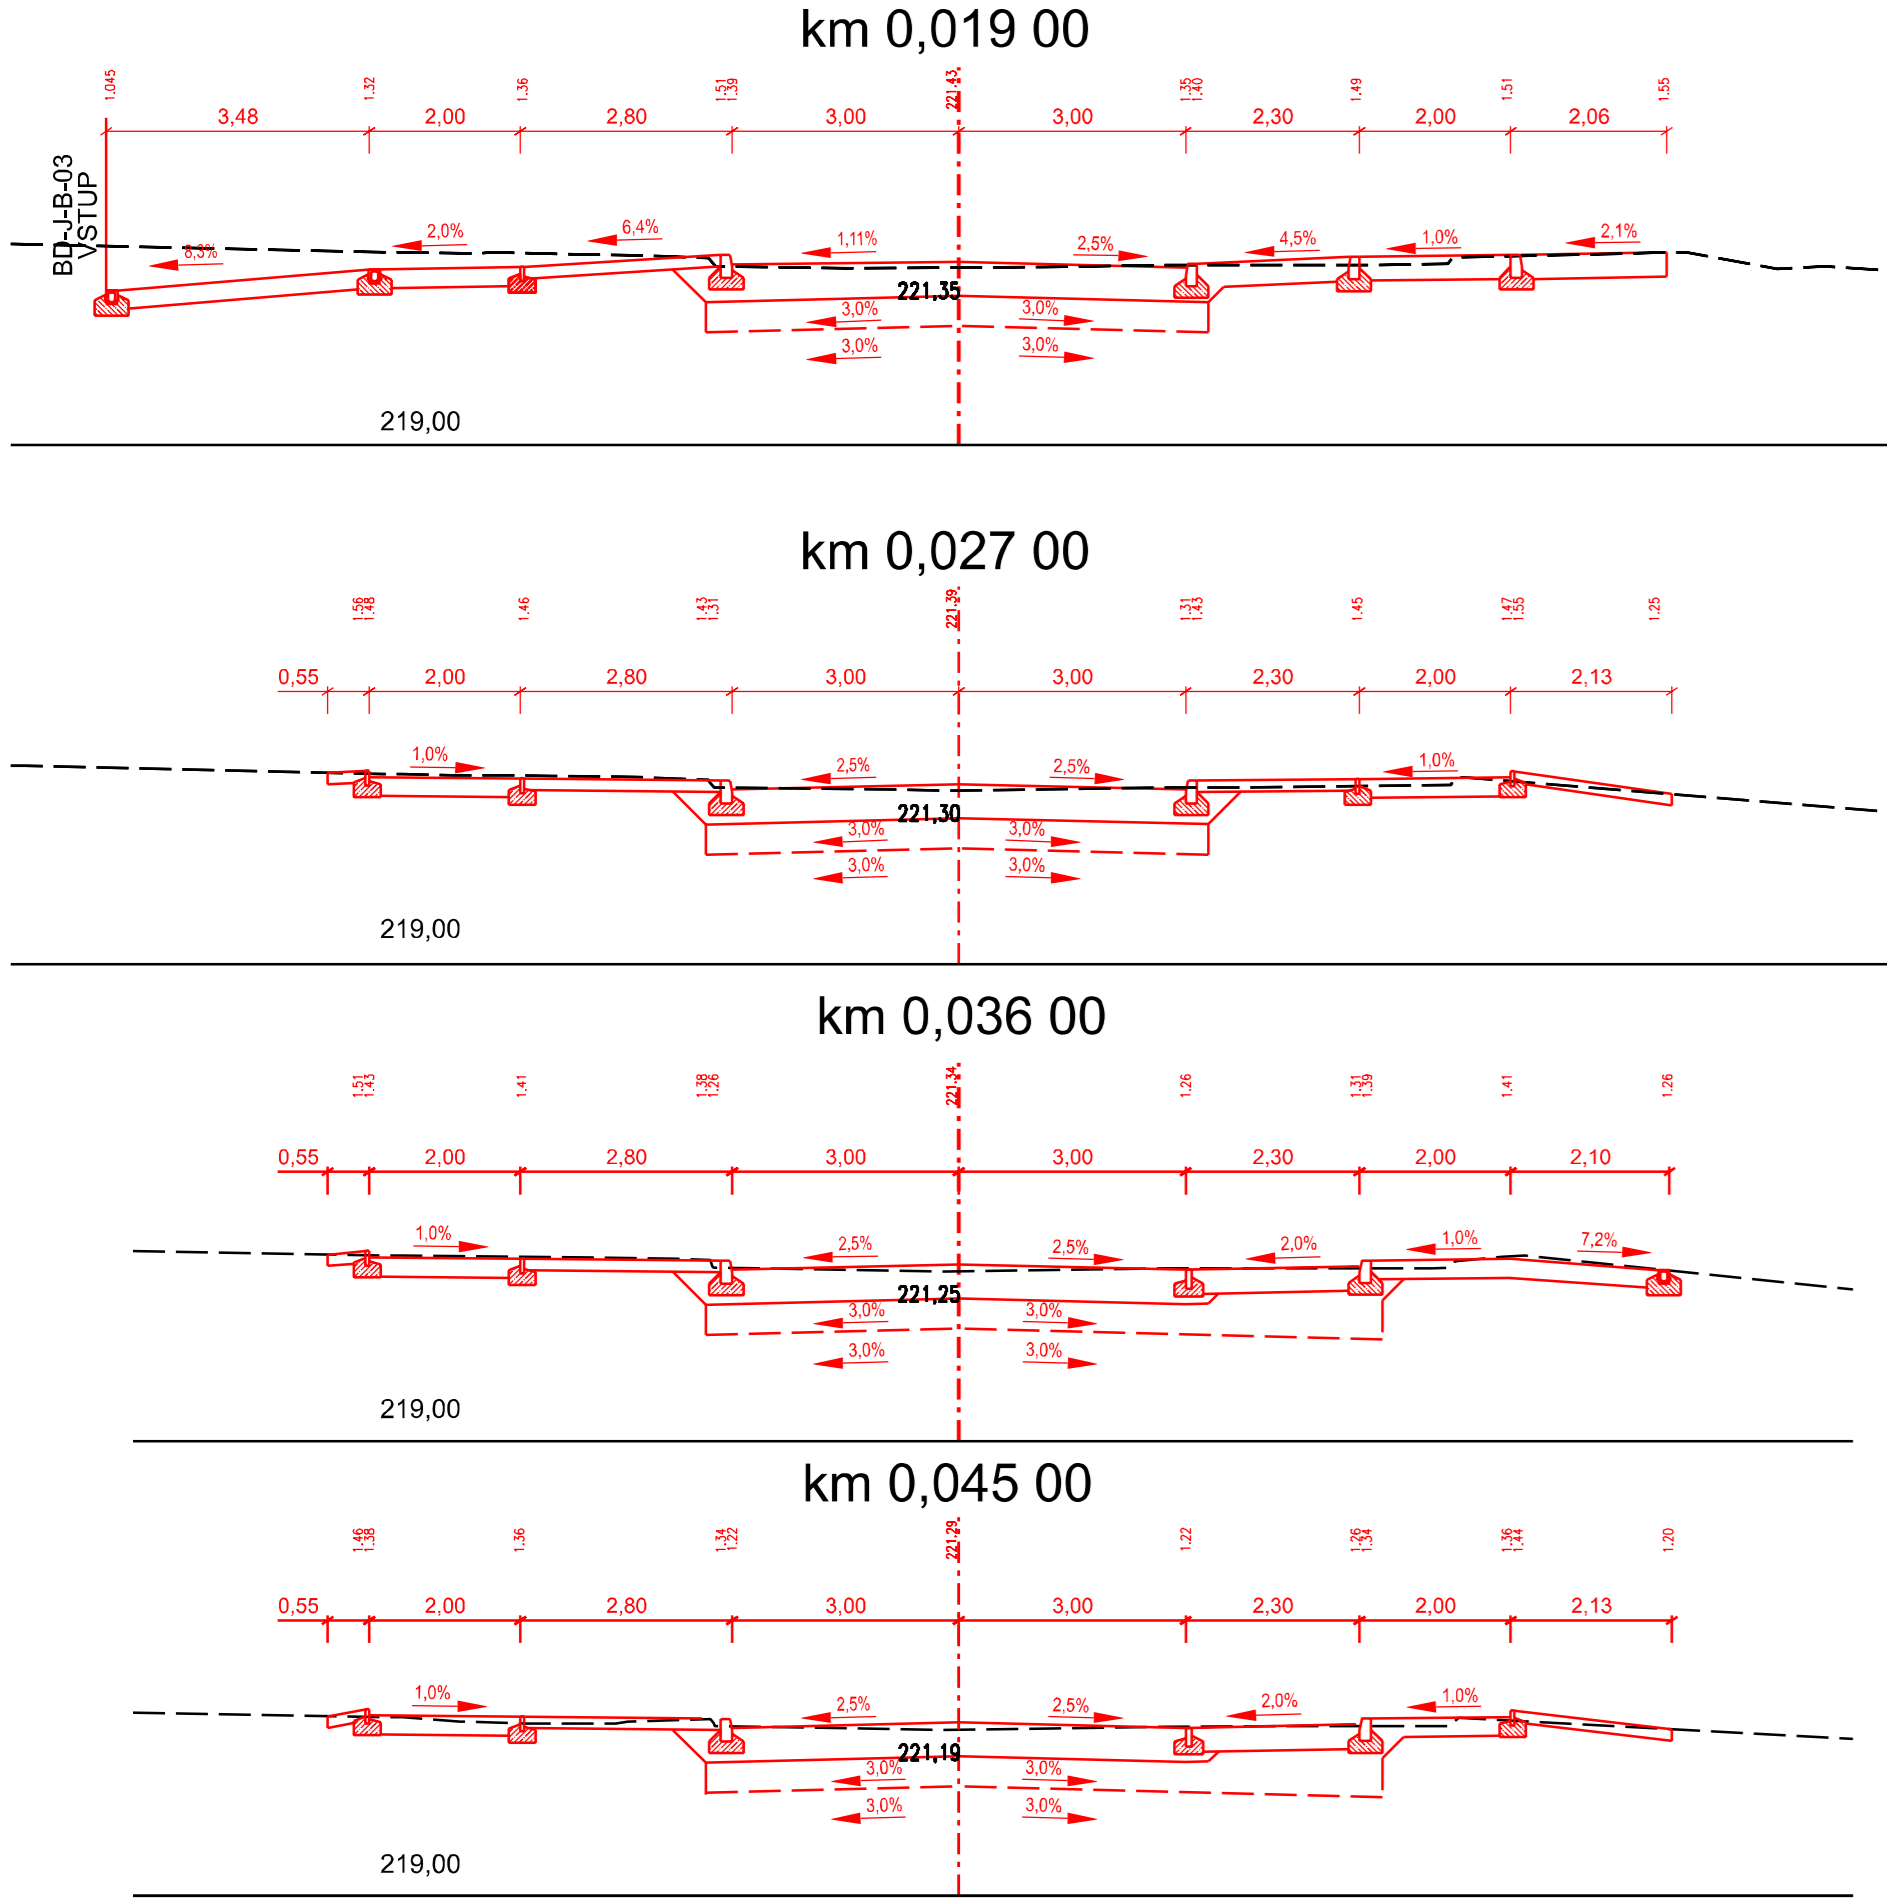 km 0,019 00
1.045 1.32 1.36 1.51 1.39 221.43 1.35 1.40 1.49 1.51 1.55
3,48 2,00 2,80 3,00 3,00 2,30 2,00 2,06
BD-J-B-03
VSTUP
8,3% 2,0% 6,4% 1,11% 2,5% 4,5% 1,0% 2,1%
221,35
3,0% 3,0%
3,0% 3,0%
219,00
km 0,027 00
1.56 1.48 1.46 1.43 1.31 221.39 1.31 1.43 1.45 1.47 1.55 1.25
0,55 2,00 2,80 3,00 3,00 2,30 2,00 2,13
1,0% 2,5% 2,5% 1,0%
221,30
3,0% 3,0%
3,0% 3,0%
219,00
km 0,036 00
1.51 1.43 1.41 1.38 1.26 221.34 1.26 1.31 1.39 1.41 1.26
0,55 2,00 2,80 3,00 3,00 2,30 2,00 2,10
1,0% 2,5% 2,5% 2,0% 1,0% 7,2%
221,25
3,0% 3,0%
3,0% 3,0%
219,00
km 0,045 00
1.46 1.38 1.36 1.34 1.22 221.29 1.22 1.26 1.34 1.36 1.44 1.20
0,55 2,00 2,80 3,00 3,00 2,30 2,00 2,13
1,0% 2,5% 2,5% 2,0% 1,0%
221,19
3,0% 3,0%
3,0% 3,0%
219,00